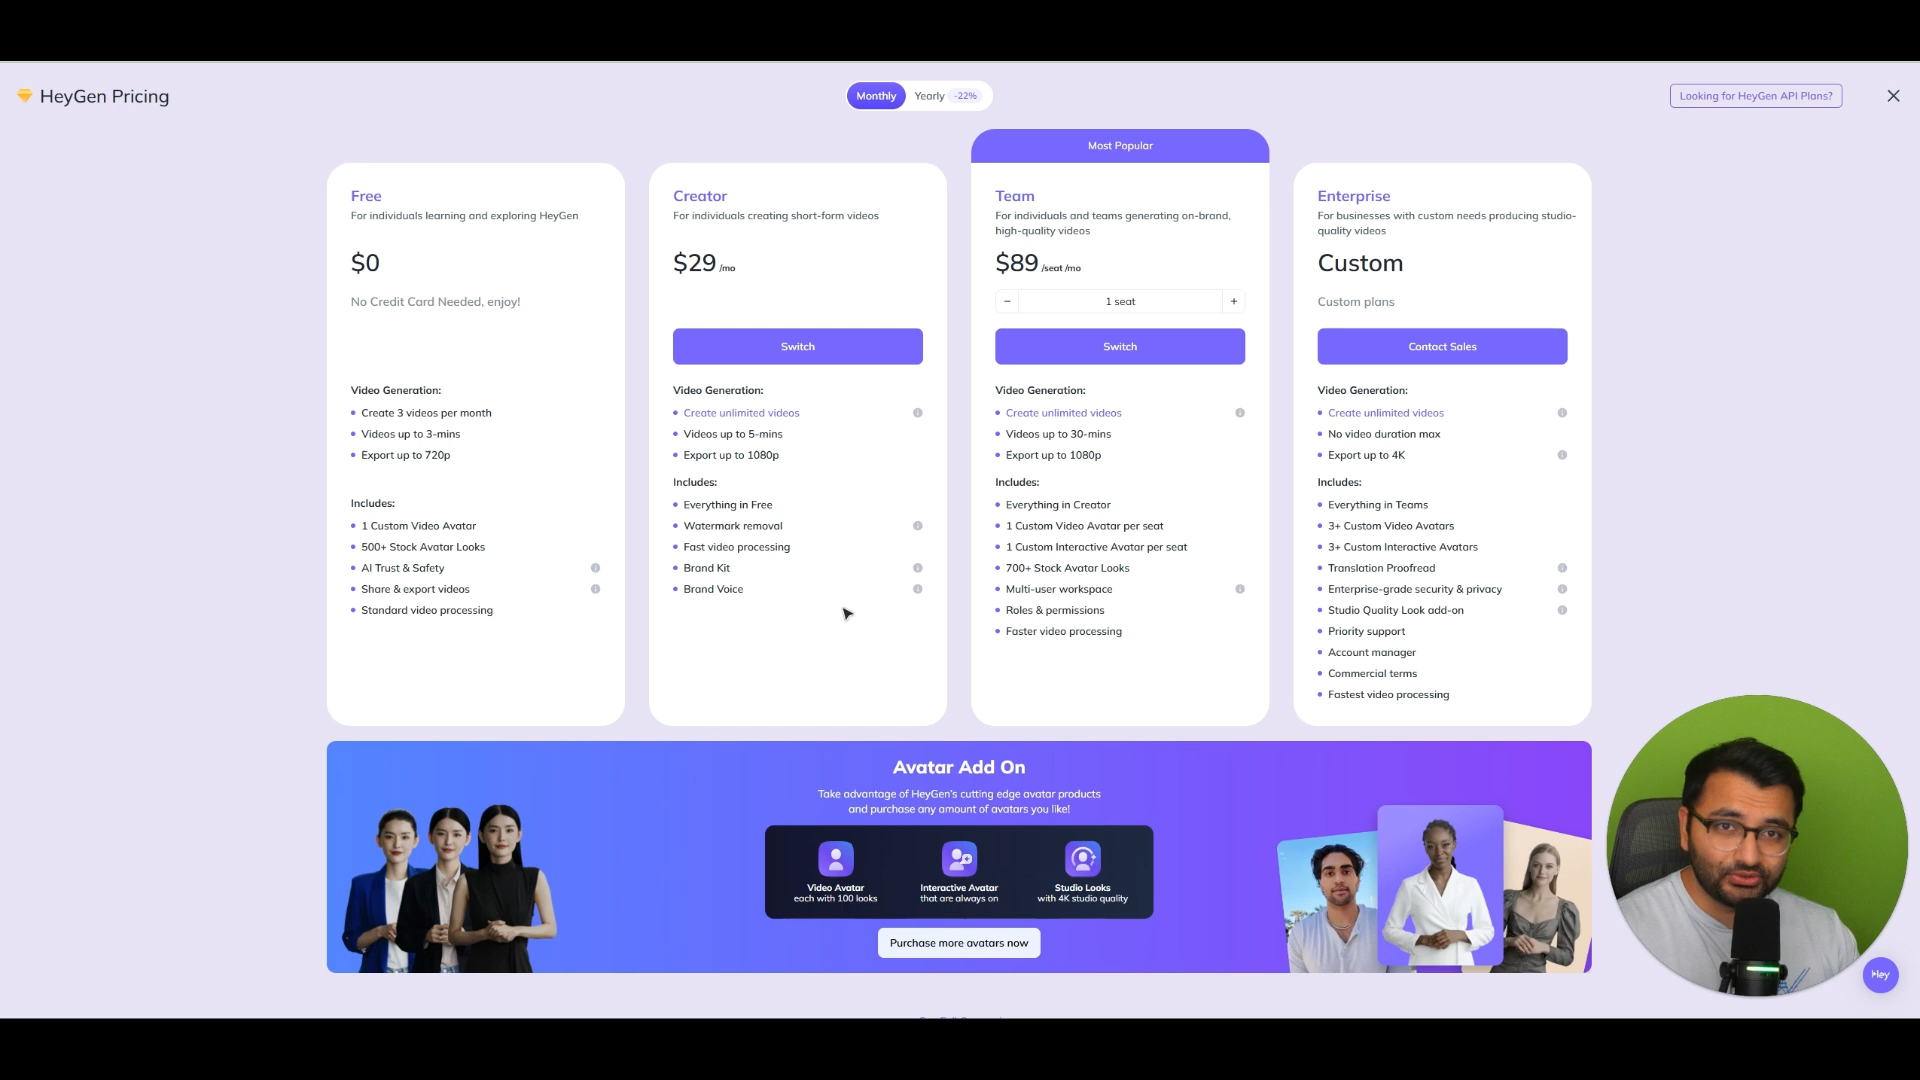 HeyGen Pricing
Monthly
Yearly -22%
Looking for HeyGen API Plans?
Free
For individuals learning and exploring HeyGen
$0
No Credit Card Needed, enjoy!
Video Generation:
Create 3 videos per month
Videos up to 3-mins
Export up to 720p
Includes:
1 Custom Video Avatar
500+ Stock Avatar Looks
AI Trust & Safety
Share & export videos
Standard video processing
Creator
For individuals creating short-form videos
$29 /mo
Switch
Video Generation:
Create unlimited videos
Videos up to 5-mins
Export up to 1080p
Includes:
Everything in Free
Watermark removal
Fast video processing
Brand Kit
Brand Voice
Most Popular
Team
For individuals and teams generating on-brand,
high-quality videos
$89 /seat /mo
− 1 seat +
Switch
Video Generation:
Create unlimited videos
Videos up to 30-mins
Export up to 1080p
Includes:
Everything in Creator
1 Custom Video Avatar per seat
1 Custom Interactive Avatar per seat
700+ Stock Avatar Looks
Multi-user workspace
Roles & permissions
Faster video processing
Enterprise
For businesses with custom needs producing studio-
quality videos
Custom
Custom plans
Contact Sales
Video Generation:
Create unlimited videos
No video duration max
Export up to 4K
Includes:
Everything in Teams
3+ Custom Video Avatars
3+ Custom Interactive Avatars
Translation Proofread
Enterprise-grade security & privacy
Studio Quality Look add-on
Priority support
Account manager
Commercial terms
Fastest video processing
Avatar Add On
Take advantage of HeyGen's cutting edge avatar products
and purchase any amount of avatars you like!
Video Avatar
each with 100 looks
Interactive Avatar
that are always on
Studio Looks
with 4K studio quality
Purchase more avatars now
Hey